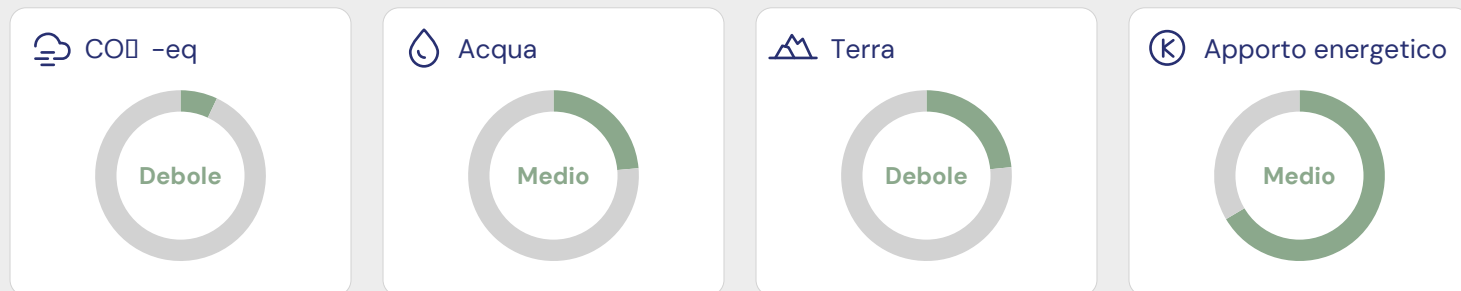 CO▯ -eq
Debole
Acqua
Medio
Terra
Debole
Apporto energetico
Medio